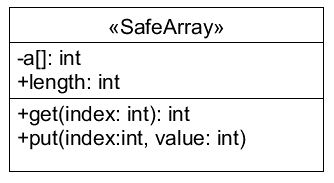 «SafeArray»
-a[]: int
+length: int
+get(index: int): int
+put(index:int, value: int)